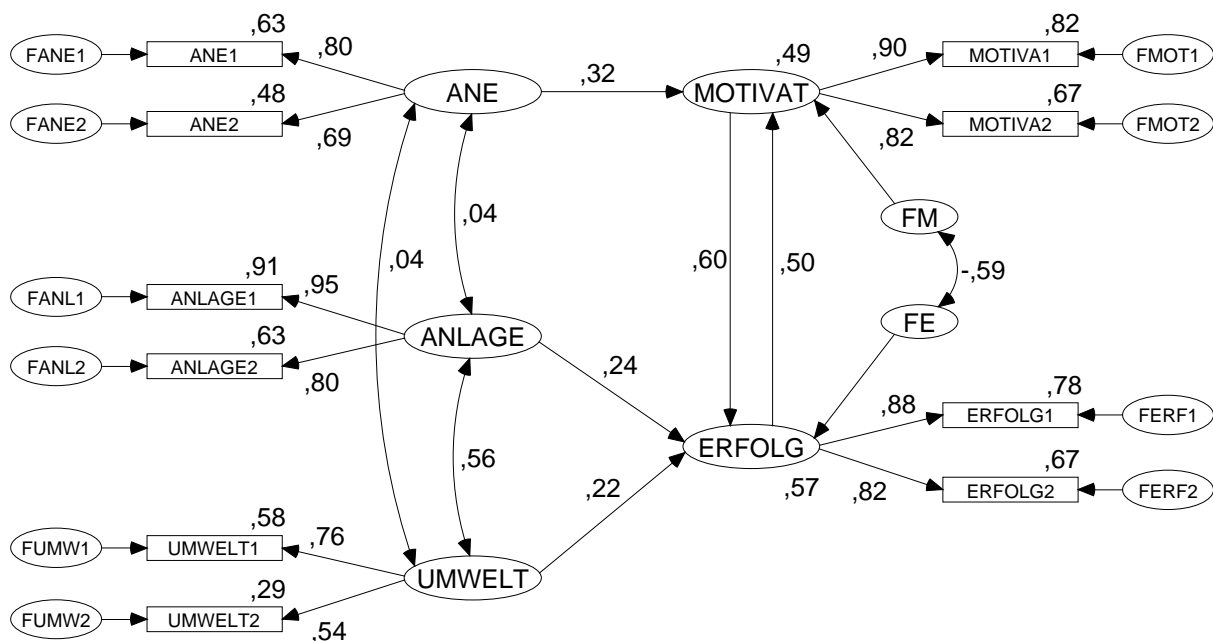 ,63
,82
FANE1
ANE1
,80
,49
,90
MOTIVA1
FMOT1
,48
ANE
,32
MOTIVAT
,67
FANE2
ANE2
MOTIVA2
FMOT2
,69
,82
,04
FM
,91
,04
,60
,50
-,59
FANL1
ANLAGE1
,95
FE
,63
ANLAGE
FANL2
ANLAGE2
,80
,24
,78
,88
ERFOLG1
FERF1
ERFOLG
,56
,67
,22
,57
,82
ERFOLG2
FERF2
,58
FUMW1
UMWELT1
,76
,29
UMWELT
FUMW2
UMWELT2
,54